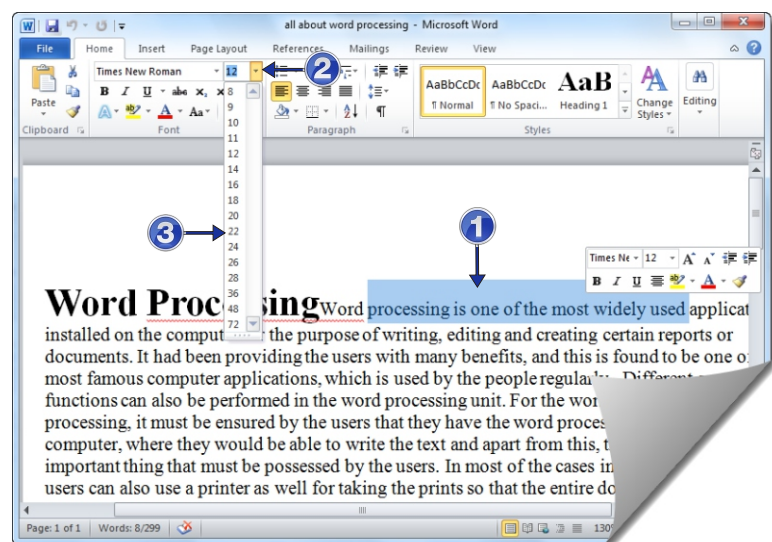 all about word processing - Microsoft Word
File Home Insert Page Layout References Mailings Review View
Times New Roman 12
B I U abc x, x
Aa
Paste
Clipboard Font Paragraph Styles
AaBbCcDc AaBbCcDc AaB
¶ Normal ¶ No Spaci... Heading 1
Change Styles
Editing
8
9
10
11
12
14
16
18
20
22
24
26
28
36
48
72
2
3
1
Times Ne 12 A A
B I U ab A
Word Proc sing Word processing is one of the most widely used applicat
installed on the comput the purpose of writing, editing and creating certain reports or
documents. It had been providing the users with many benefits, and this is found to be one o
most famous computer applications, which is used by the people regularly. Different
functions can also be performed in the word processing unit. For the wor
processing, it must be ensured by the users that they have the word proces
computer, where they would be able to write the text and apart from this, t
important thing that must be possessed by the users. In most of the cases in
users can also use a printer as well for taking the prints so that the entire do
Page: 1 of 1 Words: 8/299 130%